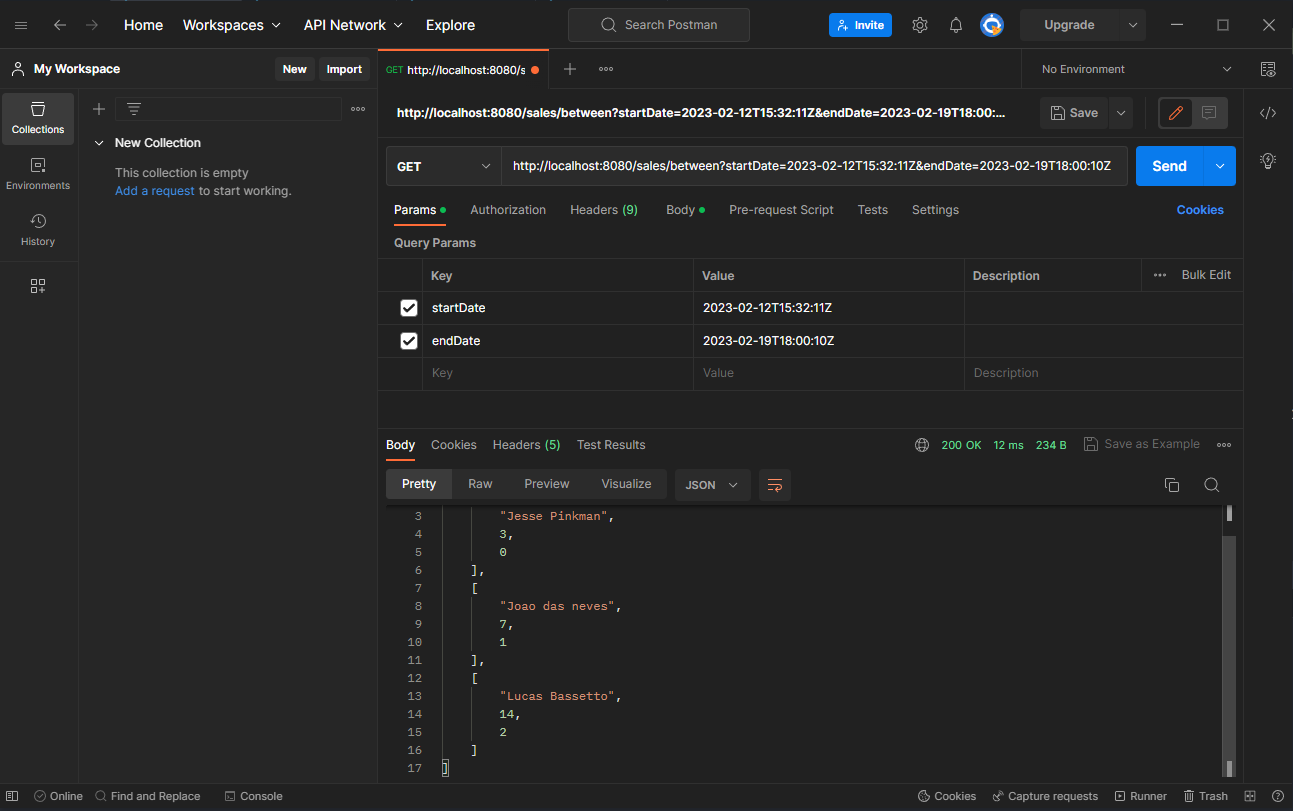 Home Workspaces API Network Explore Search Postman Invite Upgrade
My Workspace New Import GET http://localhost:8080/s No Environment
Collections
Environments
History
New Collection
This collection is empty
Add a request to start working.
http://localhost:8080/sales/between?startDate=2023-02-12T15:32:11Z&endDate=2023-02-19T18:00:... Save
GET http://localhost:8080/sales/between?startDate=2023-02-12T15:32:11Z&endDate=2023-02-19T18:00:10Z Send
Params Authorization Headers (9) Body Pre-request Script Tests Settings Cookies
Query Params
Key Value Description Bulk Edit
startDate 2023-02-12T15:32:11Z
endDate 2023-02-19T18:00:10Z
Key Value Description
Body Cookies Headers (5) Test Results 200 OK 12 ms 234 B Save as Example
Pretty Raw Preview Visualize JSON
3 "Jesse Pinkman",
4 3,
5 0
6 ],
7 [
8 "Joao das neves",
9 7,
10 1
11 ],
12 [
13 "Lucas Bassetto",
14 14,
15 2
16 ]
17 ]
Online Find and Replace Console Cookies Capture requests Runner Trash